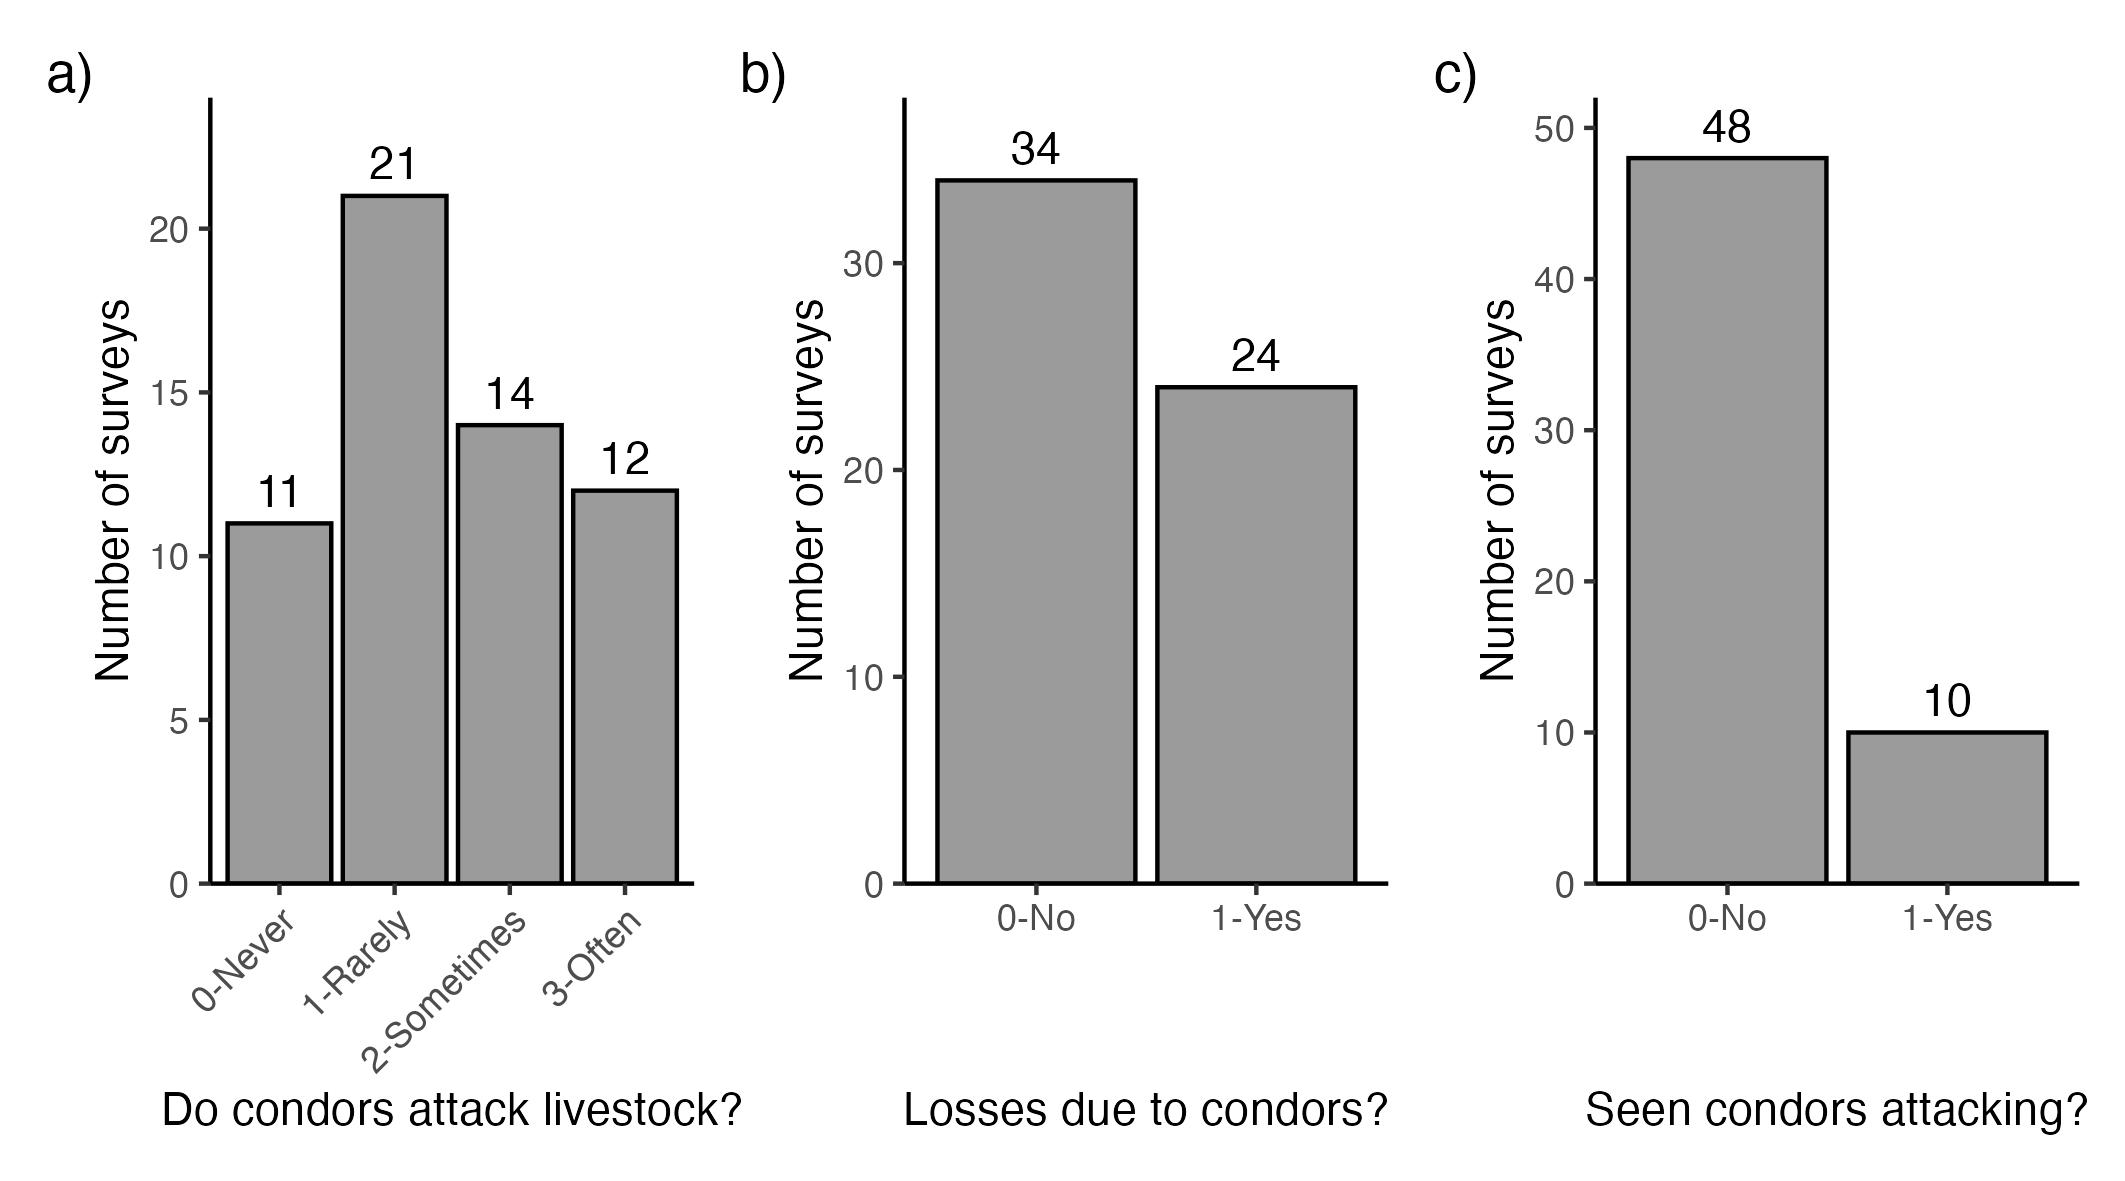 a)
Number of surveys
20
15
10
5
0
21
14
12
11
0-Never
1-Rarely
2-Sometimes
3-Often
Do condors attack livestock?
b)
Number of surveys
30
20
10
0
34
24
0-No
1-Yes
Losses due to condors?
c)
Number of surveys
50
40
30
20
10
0
48
10
0-No
1-Yes
Seen condors attacking?